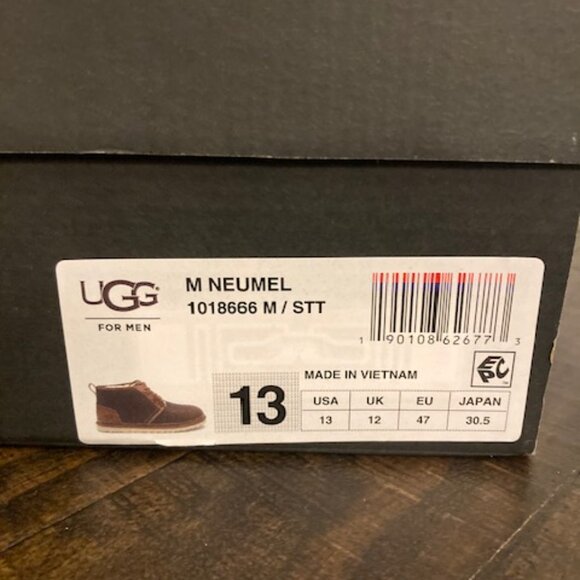 UGG
FOR MEN
M NEUMEL
1018666 M / STT
1 90108 62677 3
EPC
MADE IN VIETNAM
13
USA UK EU JAPAN
13 12 47 30.5